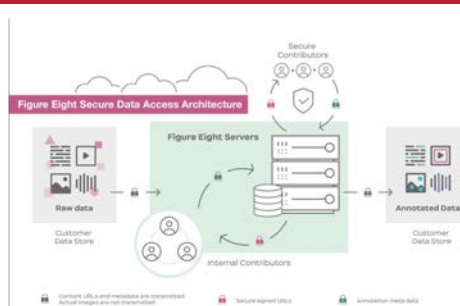 Secure
Contributors
Figure Eight Secure Data Access Architecture
Figure Eight Servers
Raw data
Annotated Data
Customer
Data Store
Customer
Data Store
Internal Contributors
Content URLs and metadata are transmitted
Actual images are not transmitted
Secure signed URLs
Annotation meta data